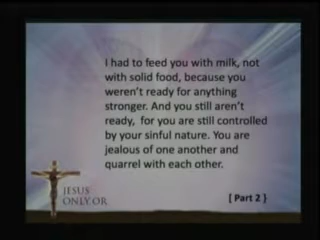 I had to feed you with milk, not
with solid food, because you
weren't ready for anything
stronger. And you still aren't
ready,  for you are still controlled
by your sinful nature. You are
jealous of one another and
quarrel with each other.
JESUS
ONLY.OR
[ Part 2 }